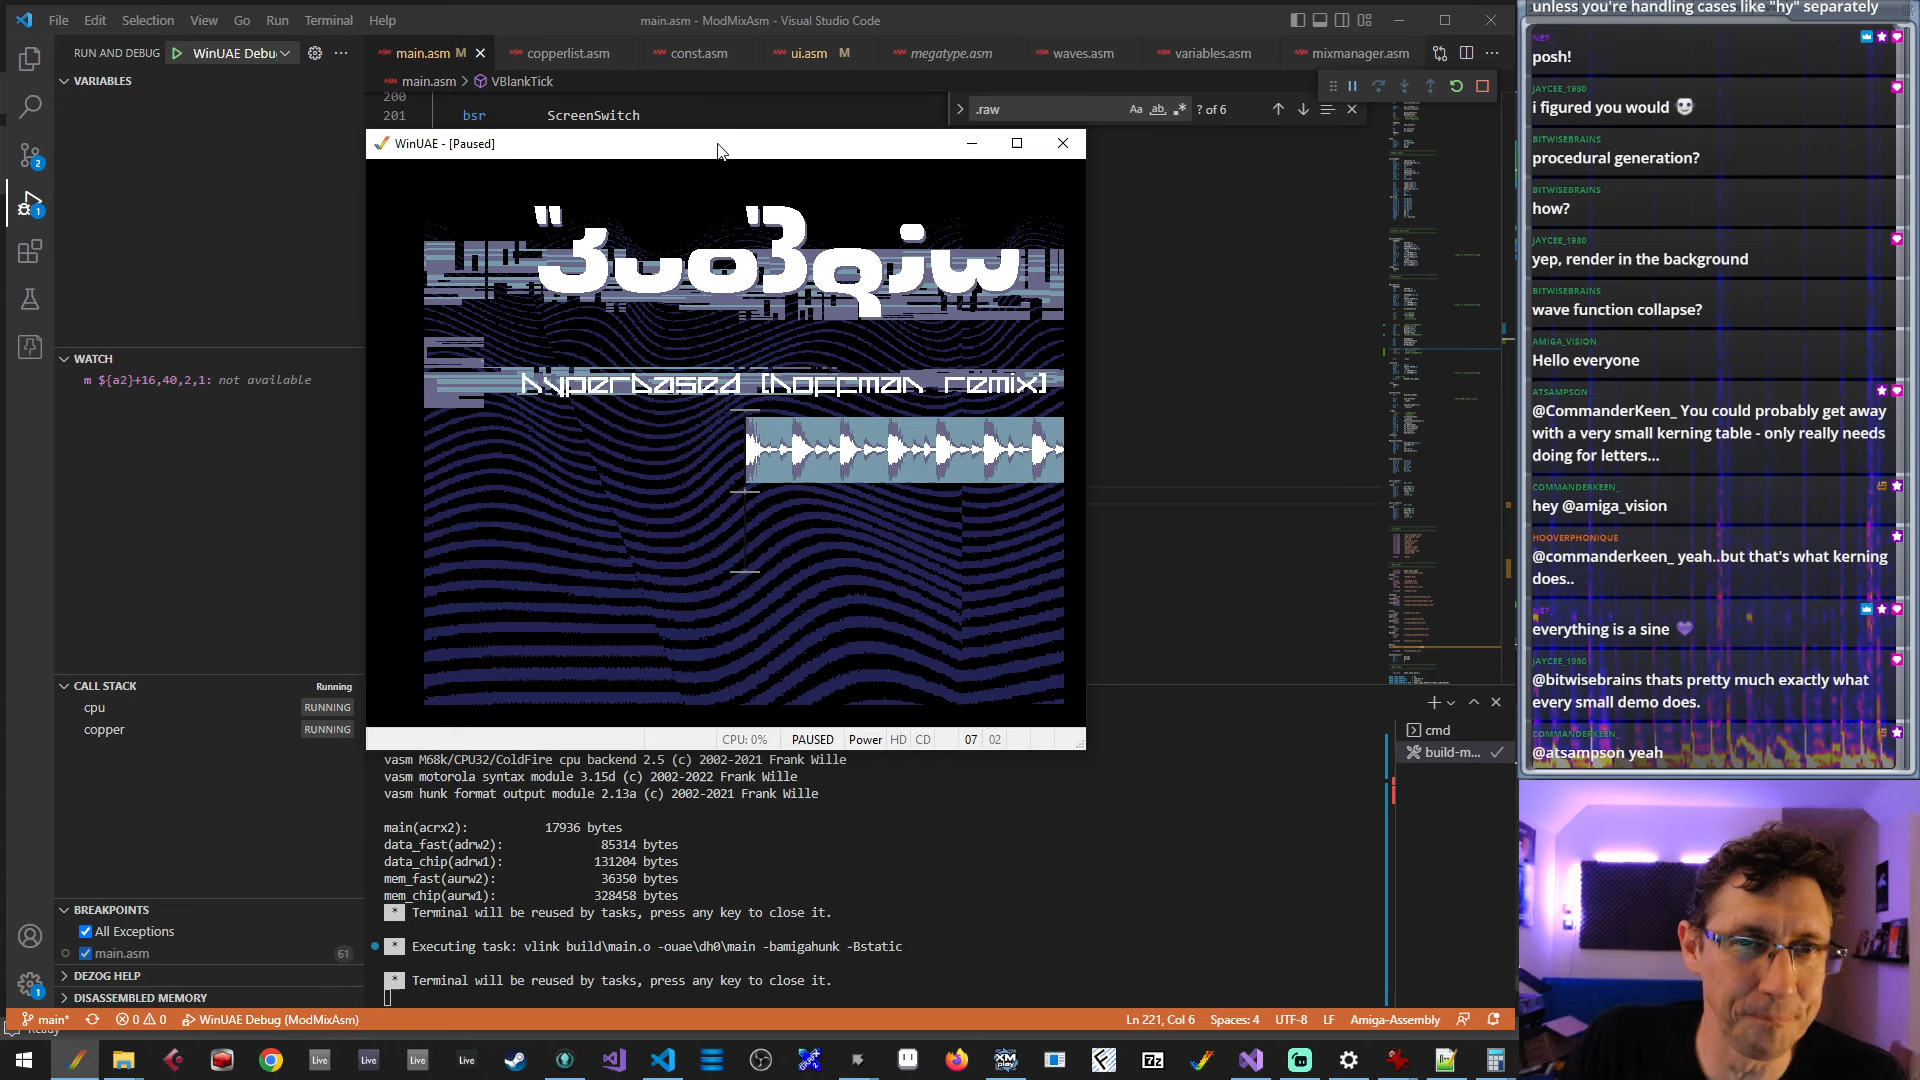 File Edit Selection View Go Run Terminal Help
main.asm - ModMixAsm - Visual Studio Code
RUN AND DEBUG WinUAE Debu
main.asm M
copperlist.asm
const.asm
ui.asm M
megatype.asm
waves.asm
variables.asm
mixmanager.asm
main.asm > VBlankTick
VARIABLES
200
201 bsr ScreenSwitch
.raw
Aa ab ? of 6
WinUAE - [Paused]
hyperbased [hoffman remix]
CPU: 0% PAUSED Power HD CD 07 02
WATCH
m ${a2}+16,40,2,1: not available
CALL STACK Running
cpu RUNNING
copper RUNNING
BREAKPOINTS
All Exceptions
main.asm 61
DEZOG HELP
DISASSEMBLED MEMORY
vasm M68k/CPU32/ColdFire cpu backend 2.5 (c) 2002-2021 Frank Wille
vasm motorola syntax module 3.15d (c) 2002-2022 Frank Wille
vasm hunk format output module 2.13a (c) 2002-2021 Frank Wille
main(acrx2): 17936 bytes
data_fast(adrw2): 85314 bytes
data_chip(adrw1): 131204 bytes
mem_fast(aurw2): 36350 bytes
mem_chip(aurw1): 328458 bytes
* Terminal will be reused by tasks, press any key to close it.
* Executing task: vlink build\main.o -ouae\dh0\main -bamigahunk -Bstatic
* Terminal will be reused by tasks, press any key to close it.
cmd
build-m...
main* 0 0 WinUAE Debug (ModMixAsm)
Ln 221, Col 6 Spaces: 4 UTF-8 LF Amiga-Assembly
Ready
Live Live Live Live
unless you're handling cases like "hy" separately
NE7_
posh!
JAYCEE_1980
i figured you would
BITWISEBRAINS
procedural generation?
BITWISEBRAINS
how?
JAYCEE_1980
yep, render in the background
BITWISEBRAINS
wave function collapse?
AMIGA_VISION
Hello everyone
ATSAMPSON
@CommanderKeen_ You could probably get away
with a very small kerning table - only really needs
doing for letters...
COMMANDERKEEN_
hey @amiga_vision
HOOVERPHONIQUE
@commanderkeen_ yeah..but that's what kerning
does..
NE7_
everything is a sine
JAYCEE_1980
@bitwisebrains thats pretty much exactly what
every small demo does.
COMMANDERKEEN_
@atsampson yeah